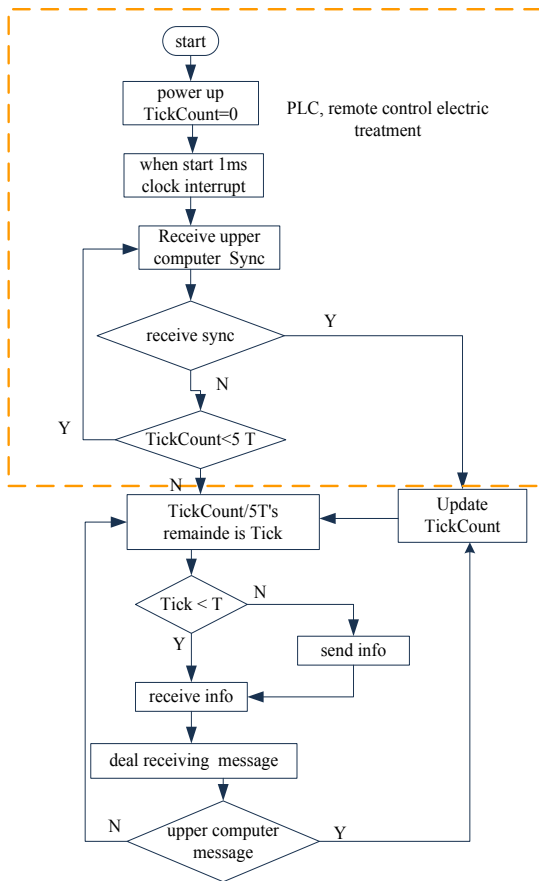 start
power up
TickCount=0
PLC, remote control electric
treatment
when start 1ms
clock interrupt
Receive upper
computer Sync
receive sync
Y
N
Y
TickCount<5 T
N
TickCount/5T's
remainde is Tick
Update
TickCount
Tick < T
N
Y
send info
receive info
deal receiving message
N
upper computer
message
Y